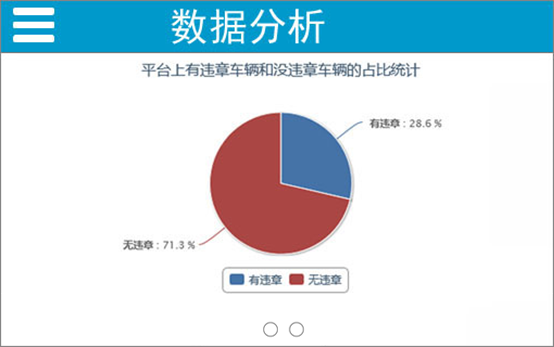 数据分析
平台上有违章车辆和没违章车辆的占比统计
有违章：28.6 %
无违章：71.3 %
有违章 无违章